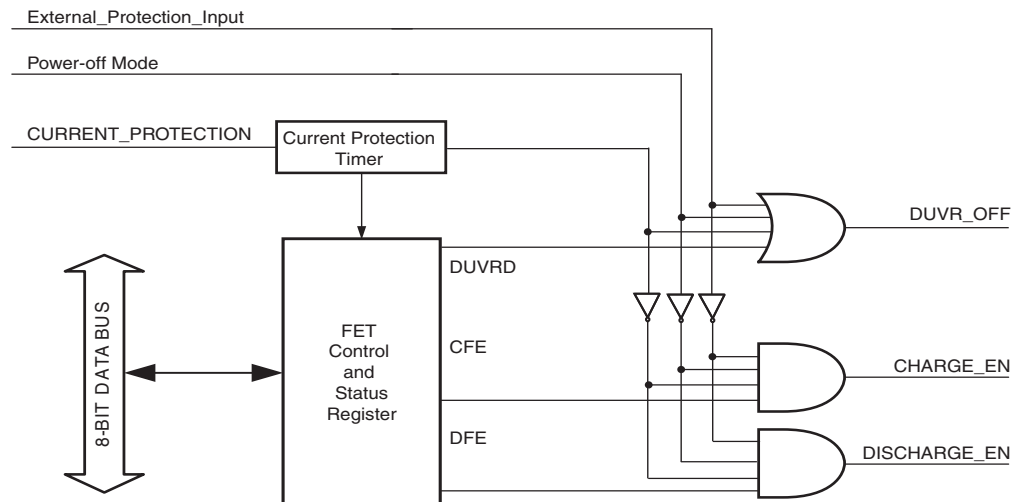 External_Protection_Input
Power-off Mode
CURRENT_PROTECTION
Current Protection
Timer
DUVR_OFF
DUVRD
8-BIT DATA BUS
FET
Control
and
Status
Register
CFE
CHARGE_EN
DFE
DISCHARGE_EN